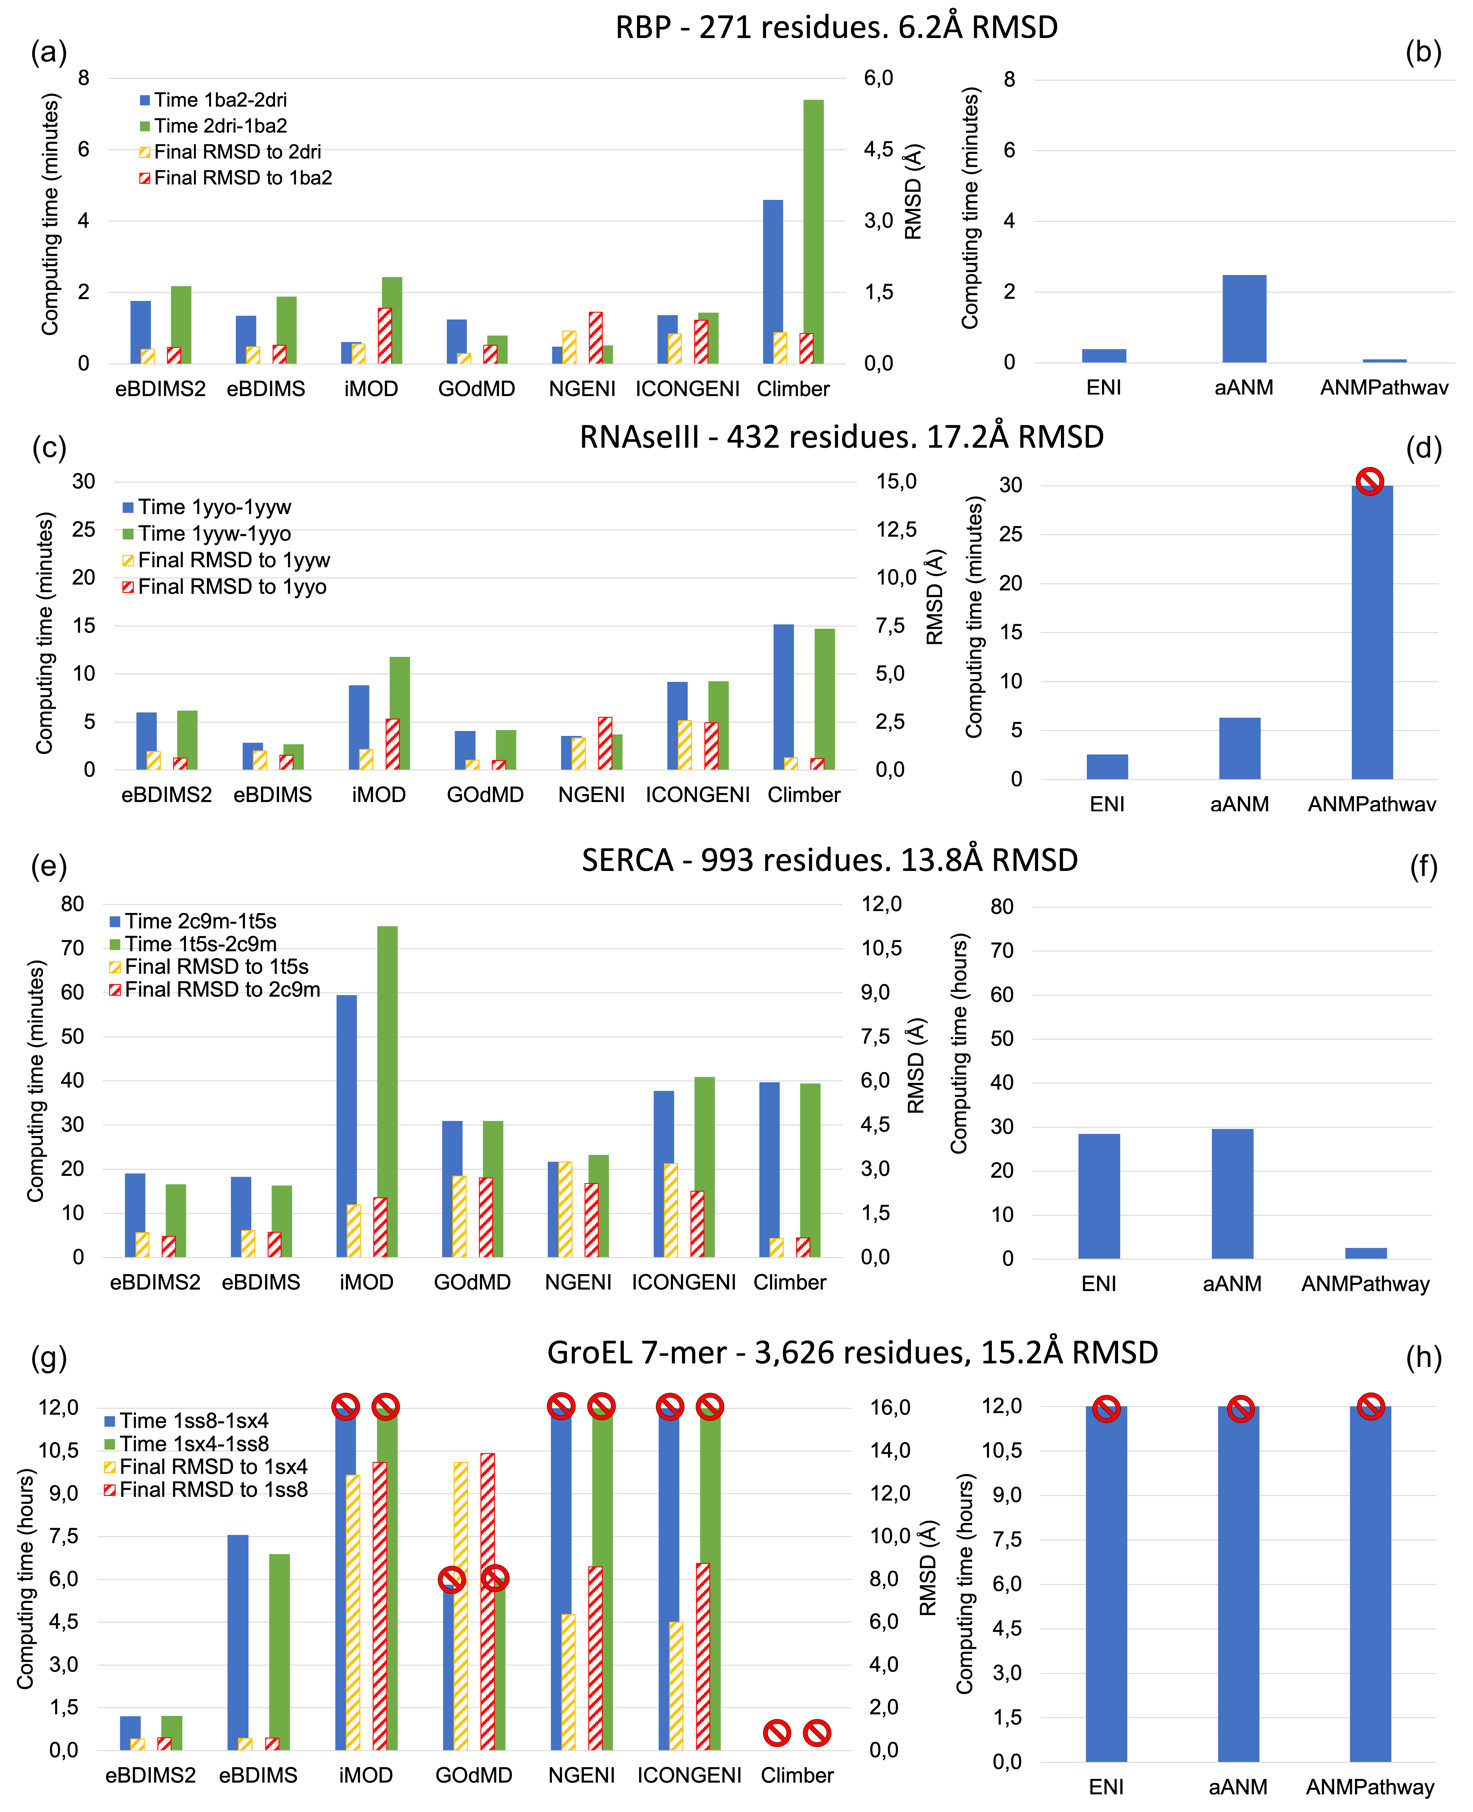 RBP - 271 residues. 6.2Å RMSD
(a)
(b)
8
6
4
2
0
Computing time (minutes)
Time 1ba2-2dri
Time 2dri-1ba2
Final RMSD to 2dri
Final RMSD to 1ba2
6,0
4,5
3,0
1,5
0,0
RMSD (Å)
eBDIMS2 eBDIMS iMOD GOdMD NGENI ICONGENI Climber
8
6
4
2
0
Computing time (minutes)
ENI aANM ANMPathwav
RNAseIII - 432 residues. 17.2Å RMSD
(c)
(d)
30
25
20
15
10
5
0
Computing time (minutes)
Time 1yyo-1yyw
Time 1yyw-1yyo
Final RMSD to 1yyw
Final RMSD to 1yyo
15,0
12,5
10,0
7,5
5,0
2,5
0,0
RMSD (Å)
eBDIMS2 eBDIMS iMOD GOdMD NGENI ICONGENI Climber
30
25
20
15
10
5
0
Computing time (minutes)
ENI aANM ANMPathwav
SERCA - 993 residues. 13.8Å RMSD
(e)
(f)
80
70
60
50
40
30
20
10
0
Computing time (minutes)
Time 2c9m-1t5s
Time 1t5s-2c9m
Final RMSD to 1t5s
Final RMSD to 2c9m
12,0
10,5
9,0
7,5
6,0
4,5
3,0
1,5
0,0
RMSD (Å)
eBDIMS2 eBDIMS iMOD GOdMD NGENI ICONGENI Climber
80
70
60
50
40
30
20
10
0
Computing time (hours)
ENI aANM ANMPathway
GroEL 7-mer - 3,626 residues, 15.2Å RMSD
(g)
(h)
12,0
10,5
9,0
7,5
6,0
4,5
3,0
1,5
0,0
Computing time (hours)
Time 1ss8-1sx4
Time 1sx4-1ss8
Final RMSD to 1sx4
Final RMSD to 1ss8
16,0
14,0
12,0
10,0
8,0
6,0
4,0
2,0
0,0
RMSD (Å)
eBDIMS2 eBDIMS iMOD GOdMD NGENI ICONGENI Climber
12,0
10,5
9,0
7,5
6,0
4,5
3,0
1,5
0,0
Computing time (hours)
ENI aANM ANMPathway